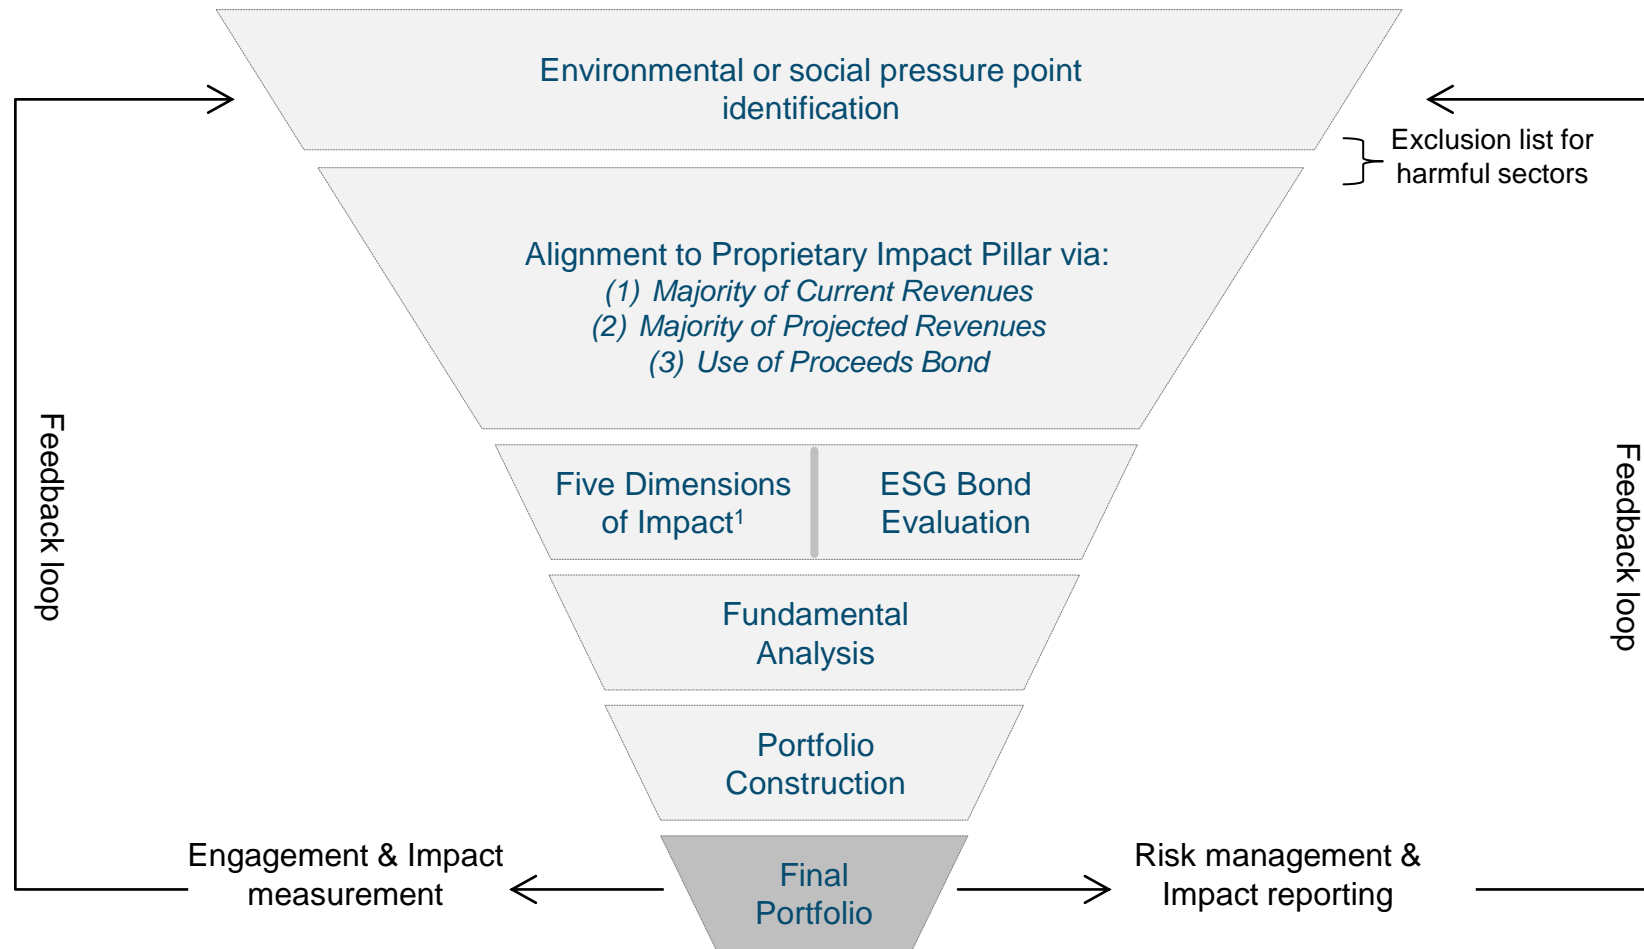 Environmental or social pressure point
identification
Exclusion list for
harmful sectors
Alignment to Proprietary Impact Pillar via:
(1) Majority of Current Revenues
(2) Majority of Projected Revenues
(3) Use of Proceeds Bond
Feedback loop
Feedback loop
Five Dimensions
of Impact¹
ESG Bond
Evaluation
Fundamental
Analysis
Portfolio
Construction
Engagement & Impact
measurement
Final
Portfolio
Risk management &
Impact reporting